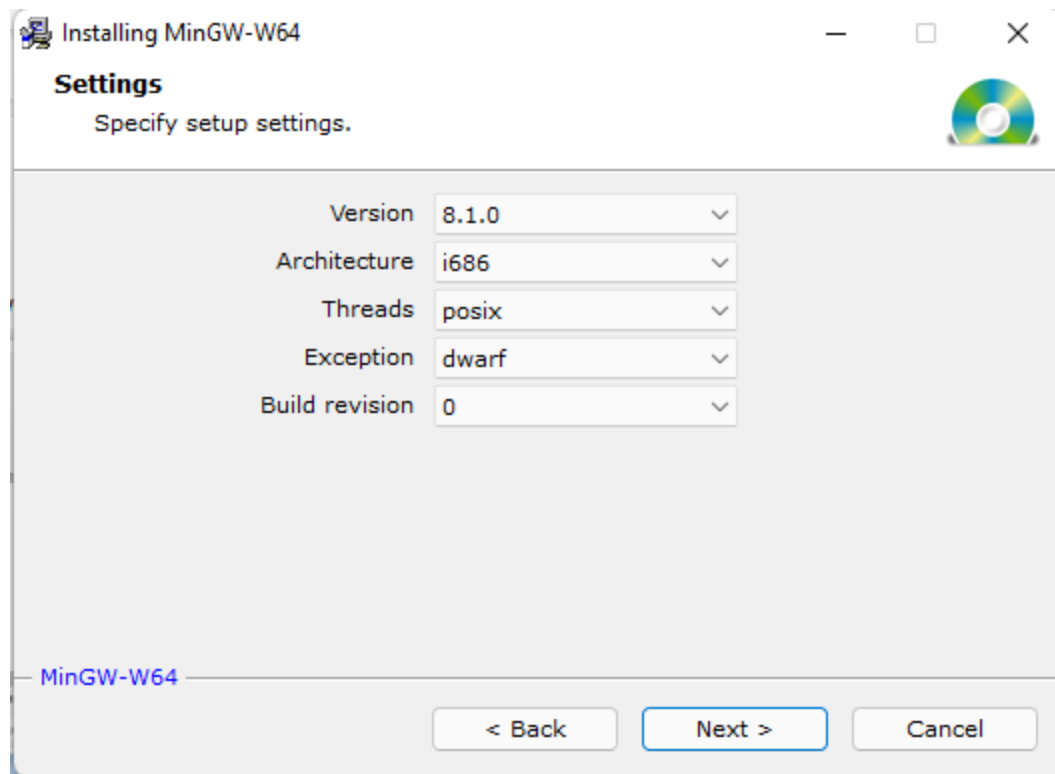 Installing MinGW-W64
Settings
Specify setup settings.
Version 8.1.0
Architecture i686
Threads posix
Exception dwarf
Build revision 0
MinGW-W64
< Back Next > Cancel